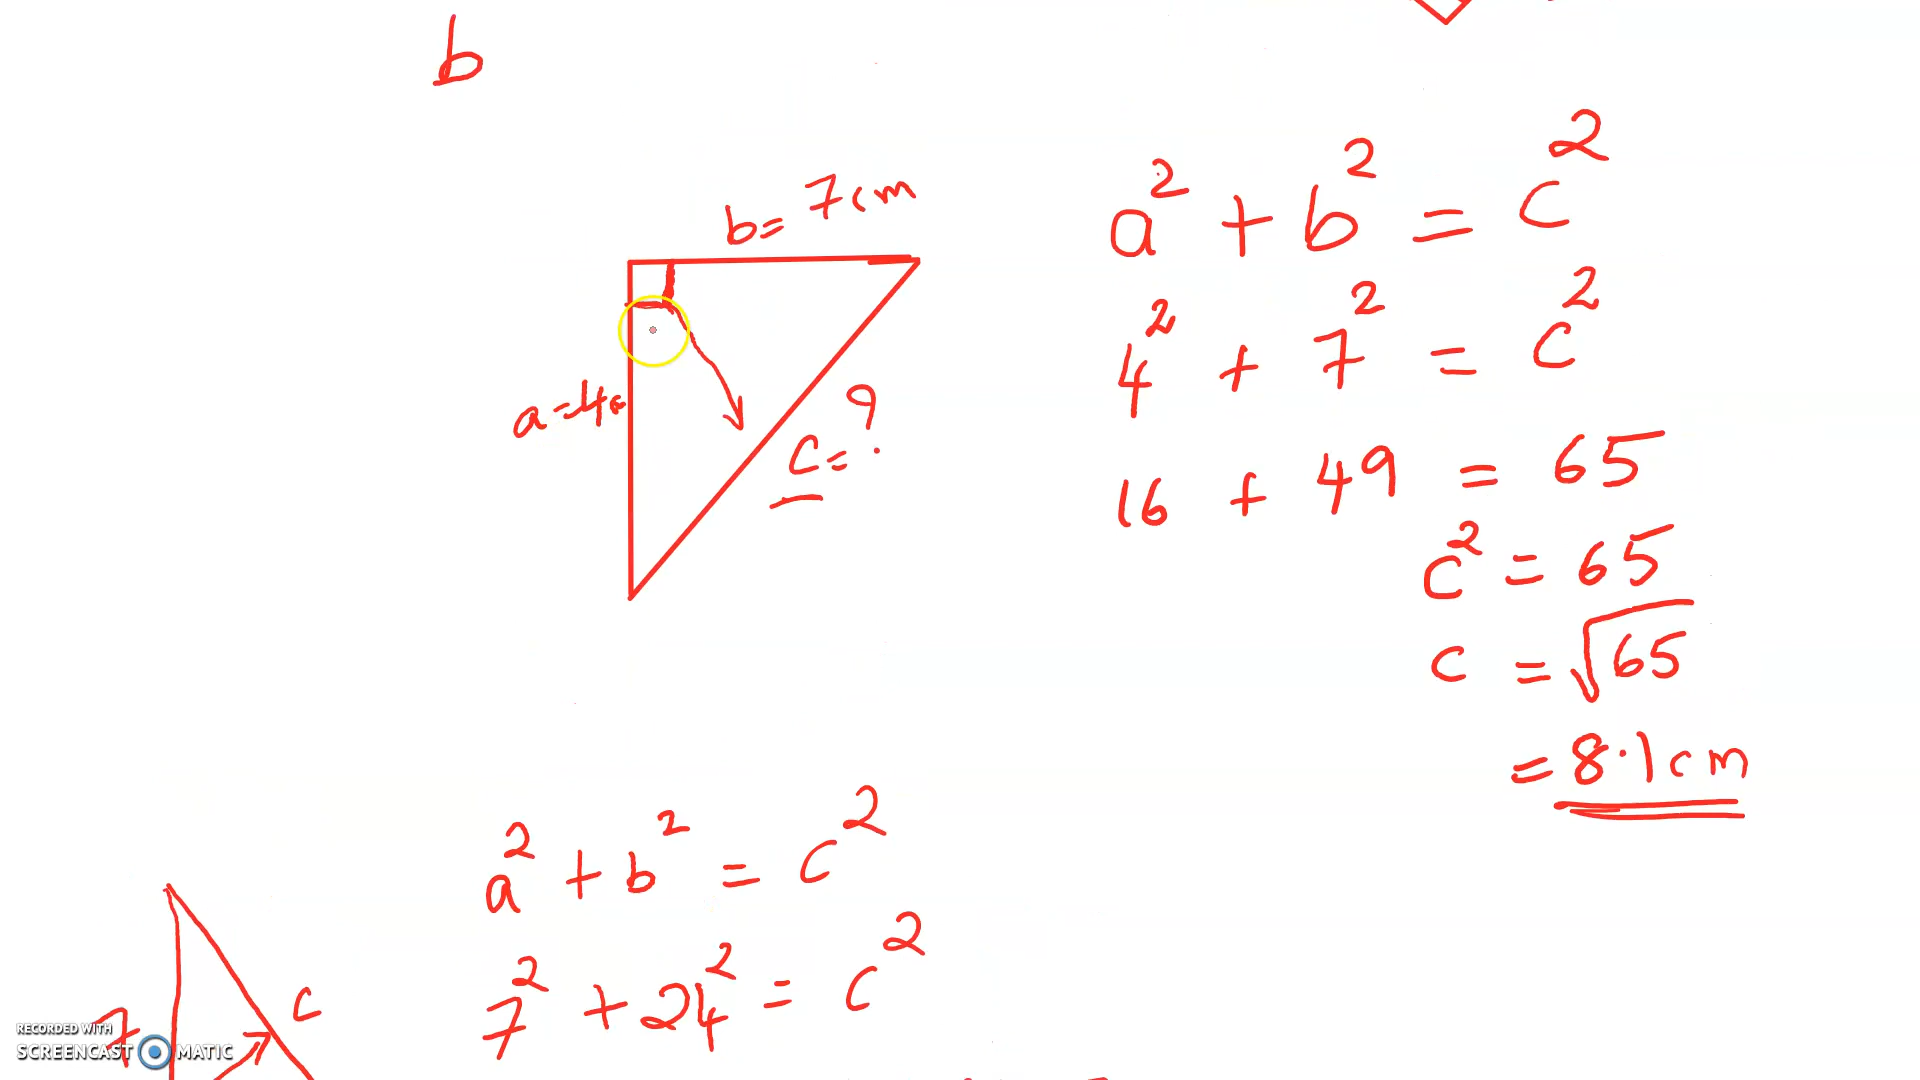 b
b = 7cm
a = 4c
c = ?
a² + b² = c²
4² + 7² = c²
16 + 49 = 65
c² = 65
c = √65
= 8.1cm
a² + b² = c²
7² + 24² = c²
7
c
RECORDED WITH
SCREENCAST MATIC